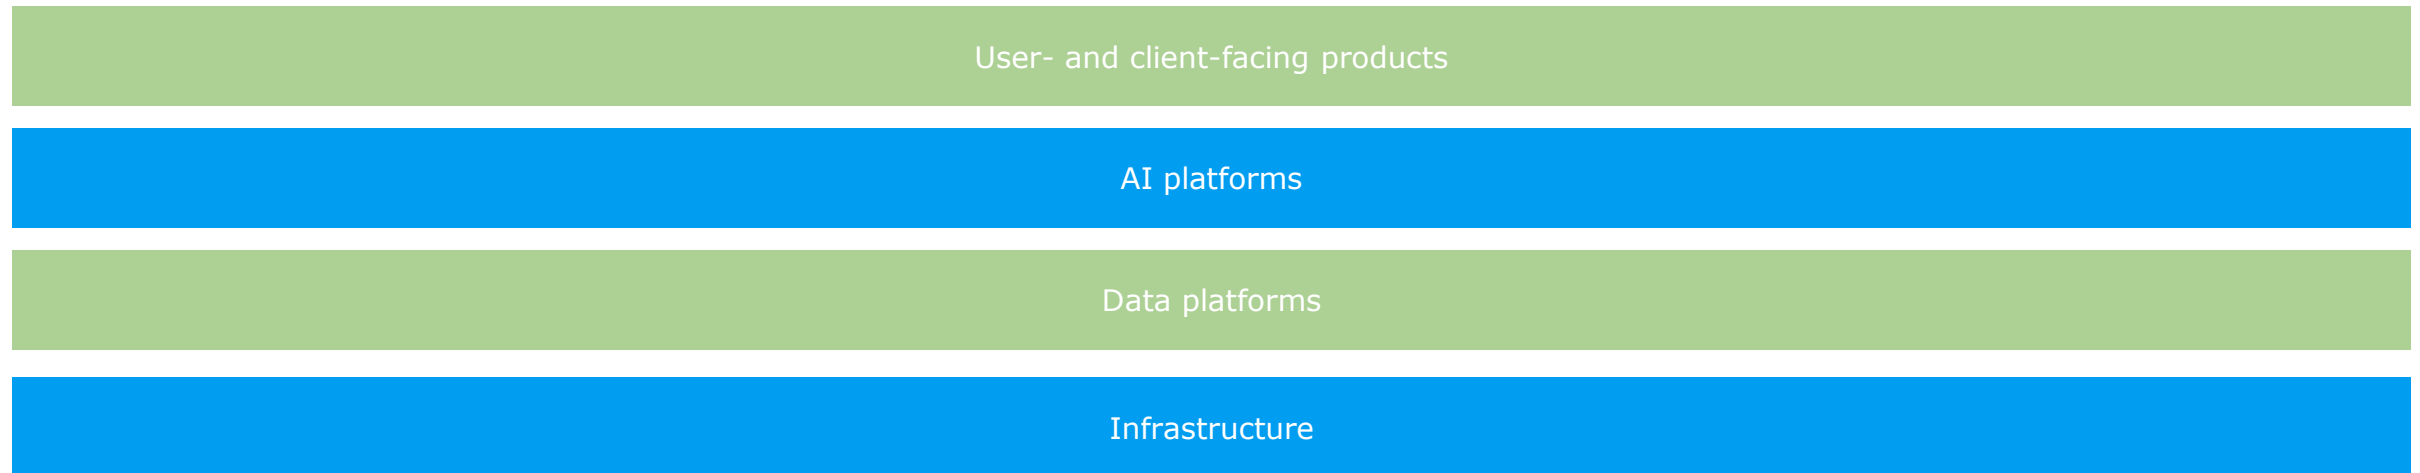 User- and client-facing products
AI platforms
Data platforms
Infrastructure